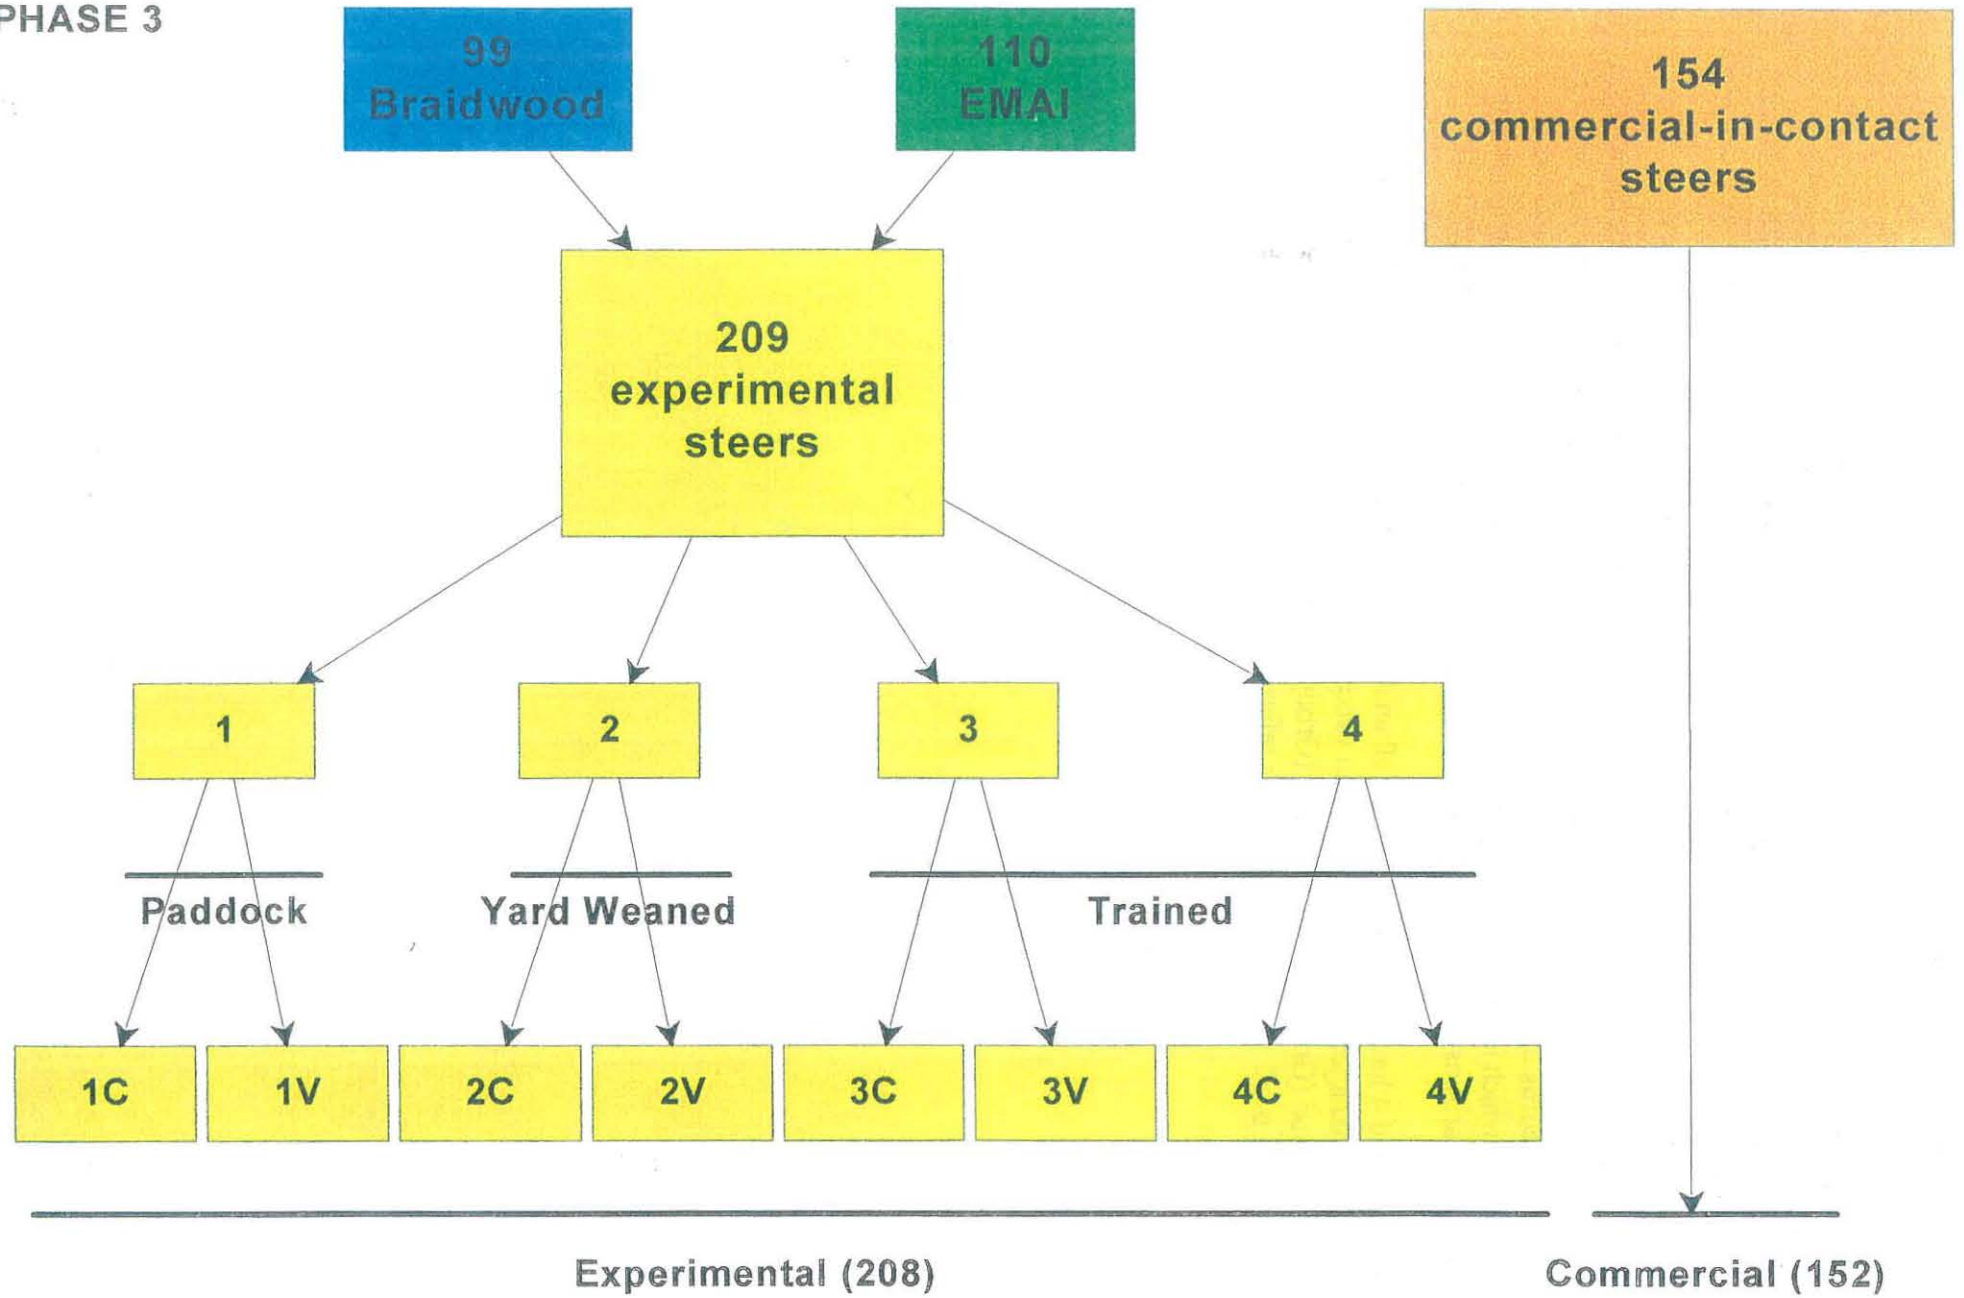 PHASE 3
99
Braidwood
110
EMAI
154
commercial-in-contact
steers
209
experimental
steers
1
2
3
4
Paddock
Yard Weaned
Trained
1C
1V
2C
2V
3C
3V
4C
4V
Experimental (208)
Commercial (152)